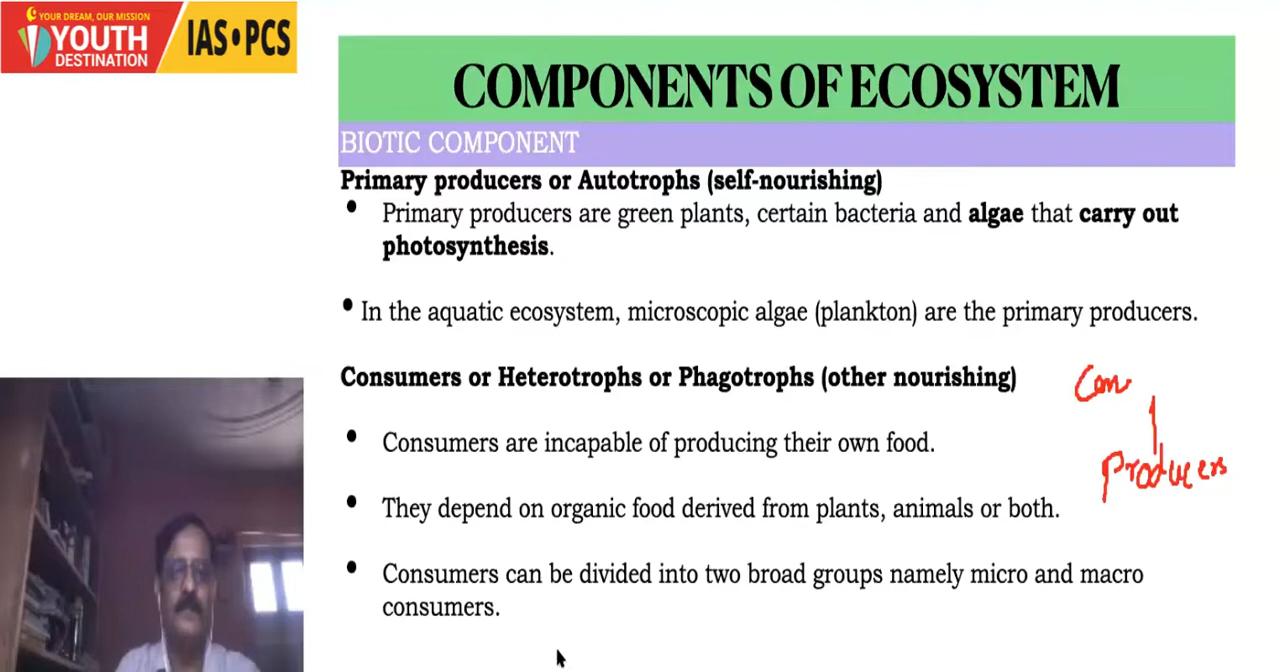 YOUR DREAM, OUR MISSION
YOUTH
DESTINATION
IAS•PCS
COMPONENTS OF ECOSYSTEM
BIOTIC COMPONENT
Primary producers or Autotrophs (self-nourishing)
• Primary producers are green plants, certain bacteria and algae that carry out
photosynthesis.
• In the aquatic ecosystem, microscopic algae (plankton) are the primary producers.
Consumers or Heterotrophs or Phagotrophs (other nourishing)
Con
• Consumers are incapable of producing their own food.
Producers
• They depend on organic food derived from plants, animals or both.
• Consumers can be divided into two broad groups namely micro and macro
consumers.